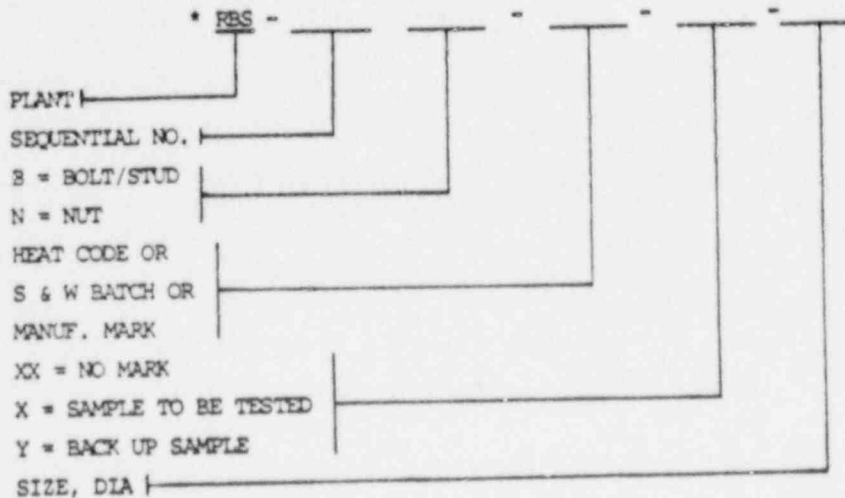 * RBS - ____ ____ - ____ - ____ - ____
PLANT
SEQUENTIAL NO.
B = BOLT/STUD
N = NUT
HEAT CODE OR
S & W BATCH OR
MANUF. MARK
XX = NO MARK
X = SAMPLE TO BE TESTED
Y = BACK UP SAMPLE
SIZE, DIA